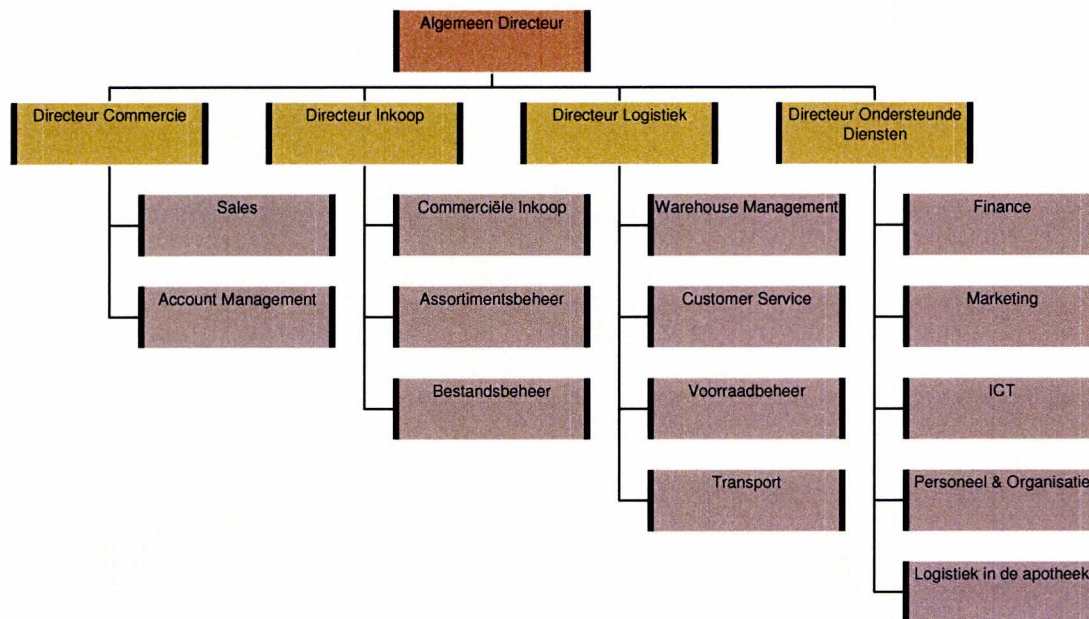 Algemeen Directeur
Directeur Commercie
Directeur Inkoop
Directeur Logistiek
Directeur Ondersteunde
Diensten
Sales
Account Management
Commerciële Inkoop
Assortimentsbeheer
Bestandsbeheer
Warehouse Management
Customer Service
Voorraadbeheer
Transport
Finance
Marketing
ICT
Personeel & Organisatie
Logistiek in de apotheek